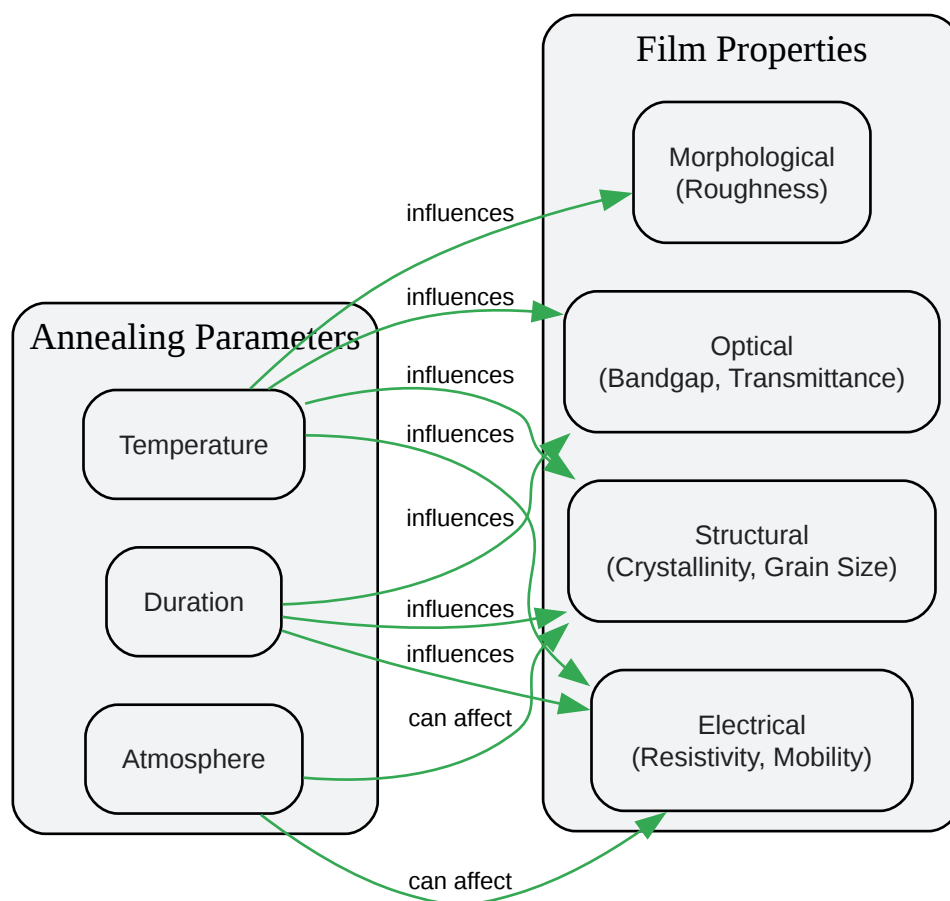 Film Properties
Morphological
(Roughness)
influences
influences
Annealing Parameters
Optical
(Bandgap, Transmittance)
influences
Temperature
influences
influences
Structural
(Crystallinity, Grain Size)
Duration
influences
influences
can affect
Electrical
(Resistivity, Mobility)
Atmosphere
can affect